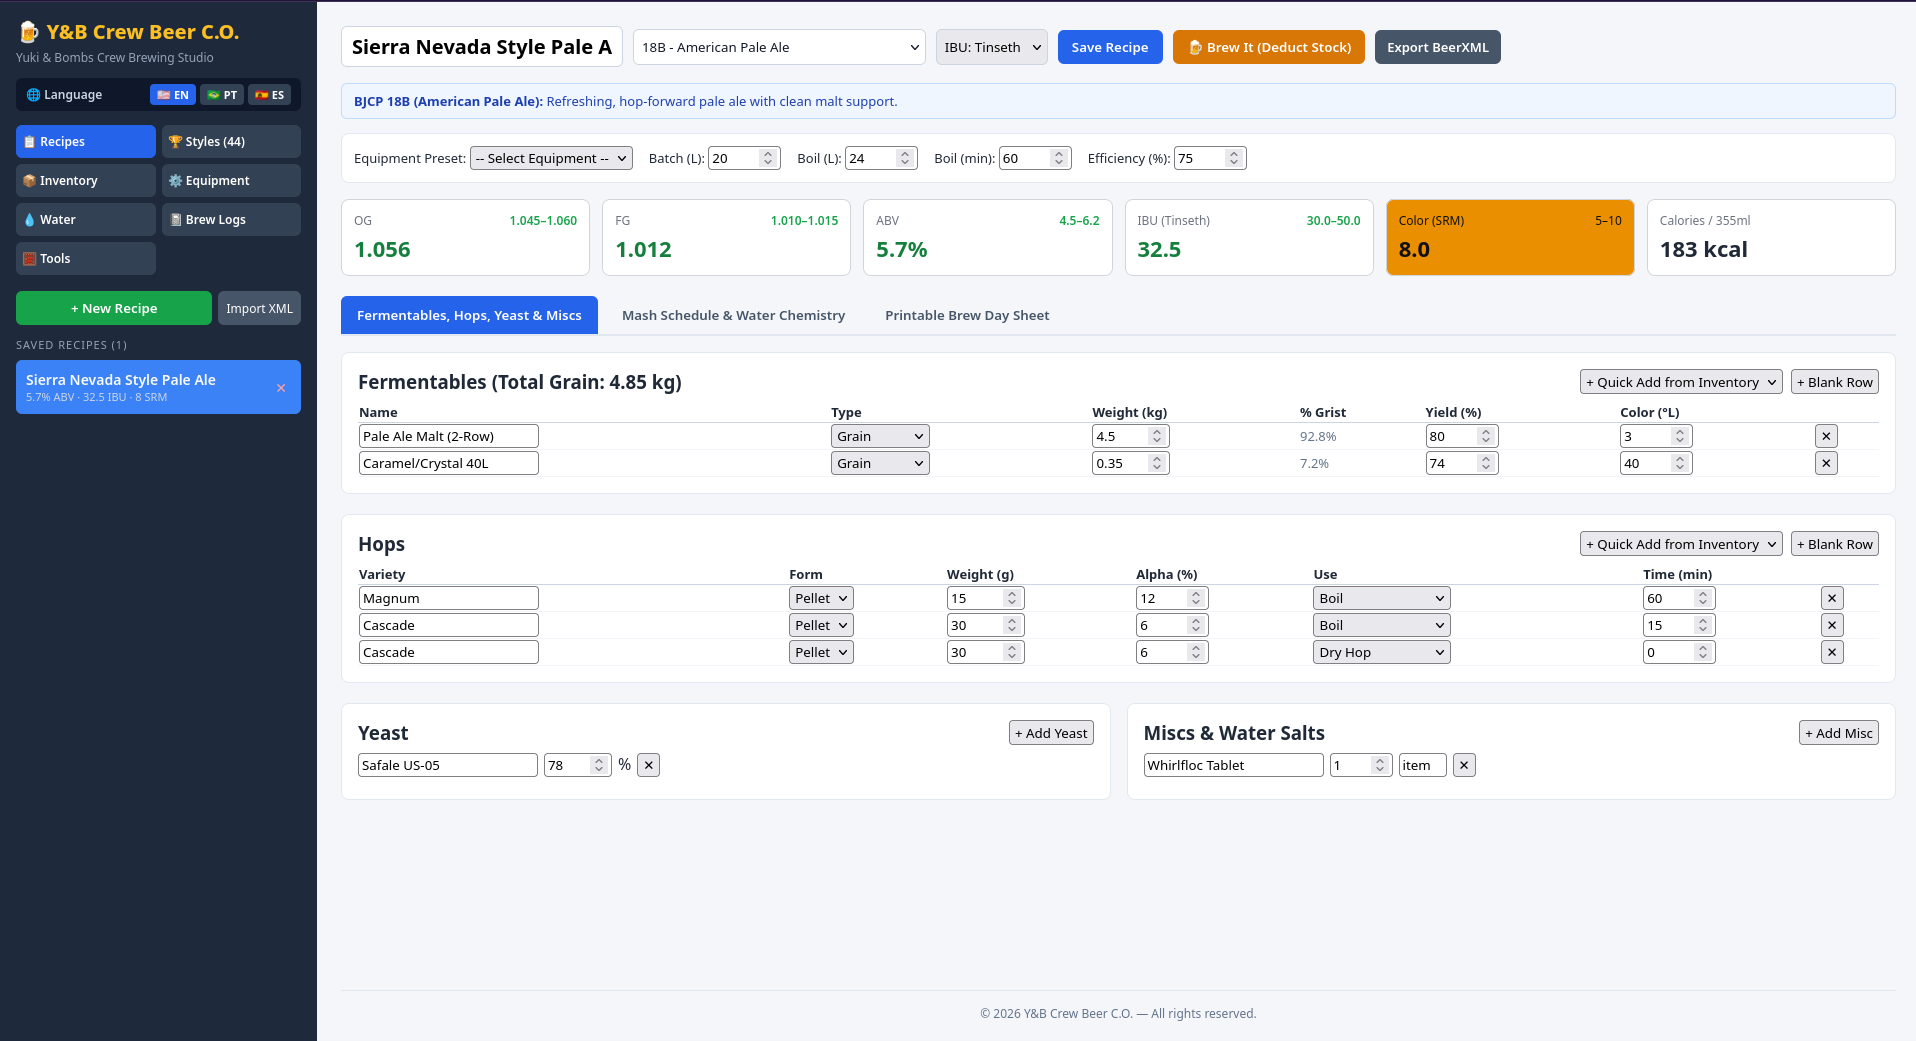 🍺 Y&B Crew Beer C.O.
Yuki & Bombs Crew Brewing Studio
🌐 Language
🇺🇸 EN
🇧🇷 PT
🇪🇸 ES
📋 Recipes
🏆 Styles (44)
📦 Inventory
⚙️ Equipment
💧 Water
📓 Brew Logs
🧮 Tools
+ New Recipe
Import XML
SAVED RECIPES (1)
Sierra Nevada Style Pale Ale
5.7% ABV · 32.5 IBU · 8 SRM
✕
Sierra Nevada Style Pale A
18B - American Pale Ale
IBU: Tinseth
Save Recipe
🍺 Brew It (Deduct Stock)
Export BeerXML
BJCP 18B (American Pale Ale): Refreshing, hop-forward pale ale with clean malt support.
Equipment Preset: -- Select Equipment -- Batch (L): 20 Boil (L): 24 Boil (min): 60 Efficiency (%): 75
OG 1.045–1.060
1.056
FG 1.010–1.015
1.012
ABV 4.5–6.2
5.7%
IBU (Tinseth) 30.0–50.0
32.5
Color (SRM) 5–10
8.0
Calories / 355ml
183 kcal
Fermentables, Hops, Yeast & Miscs
Mash Schedule & Water Chemistry
Printable Brew Day Sheet
Fermentables (Total Grain: 4.85 kg)
+ Quick Add from Inventory
+ Blank Row
Name Type Weight (kg) % Grist Yield (%) Color (°L)
Pale Ale Malt (2-Row) Grain 4.5 92.8% 80 3 ✕
Caramel/Crystal 40L Grain 0.35 7.2% 74 40 ✕
Hops
+ Quick Add from Inventory
+ Blank Row
Variety Form Weight (g) Alpha (%) Use Time (min)
Magnum Pellet 15 12 Boil 60 ✕
Cascade Pellet 30 6 Boil 15 ✕
Cascade Pellet 30 6 Dry Hop 0 ✕
Yeast
+ Add Yeast
Safale US-05 78 % ✕
Miscs & Water Salts
+ Add Misc
Whirlfloc Tablet 1 item ✕
© 2026 Y&B Crew Beer C.O. — All rights reserved.